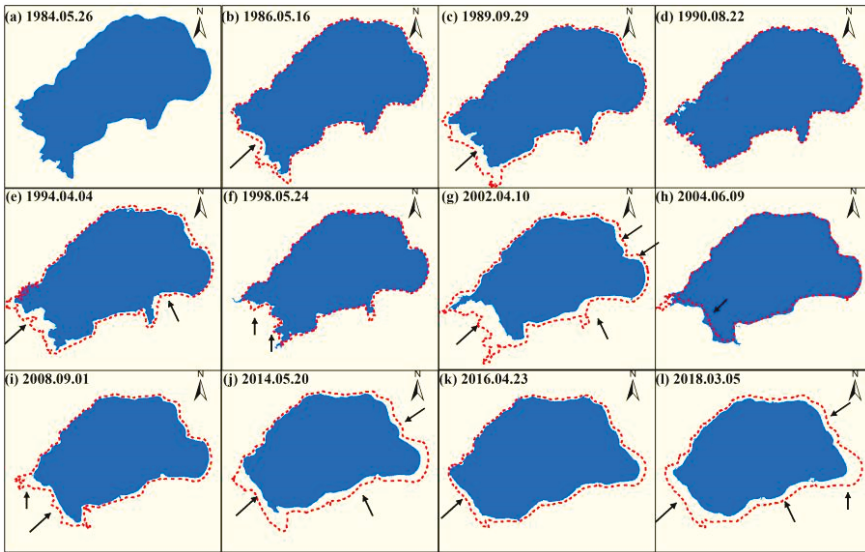 (a) 1984.05.26
N
(b) 1986.05.16
N
(c) 1989.09.29
N
(d) 1990.08.22
N
(e) 1994.04.04
N
(f) 1998.05.24
N
(g) 2002.04.10
N
(h) 2004.06.09
N
(i) 2008.09.01
N
(j) 2014.05.20
N
(k) 2016.04.23
N
(l) 2018.03.05
N